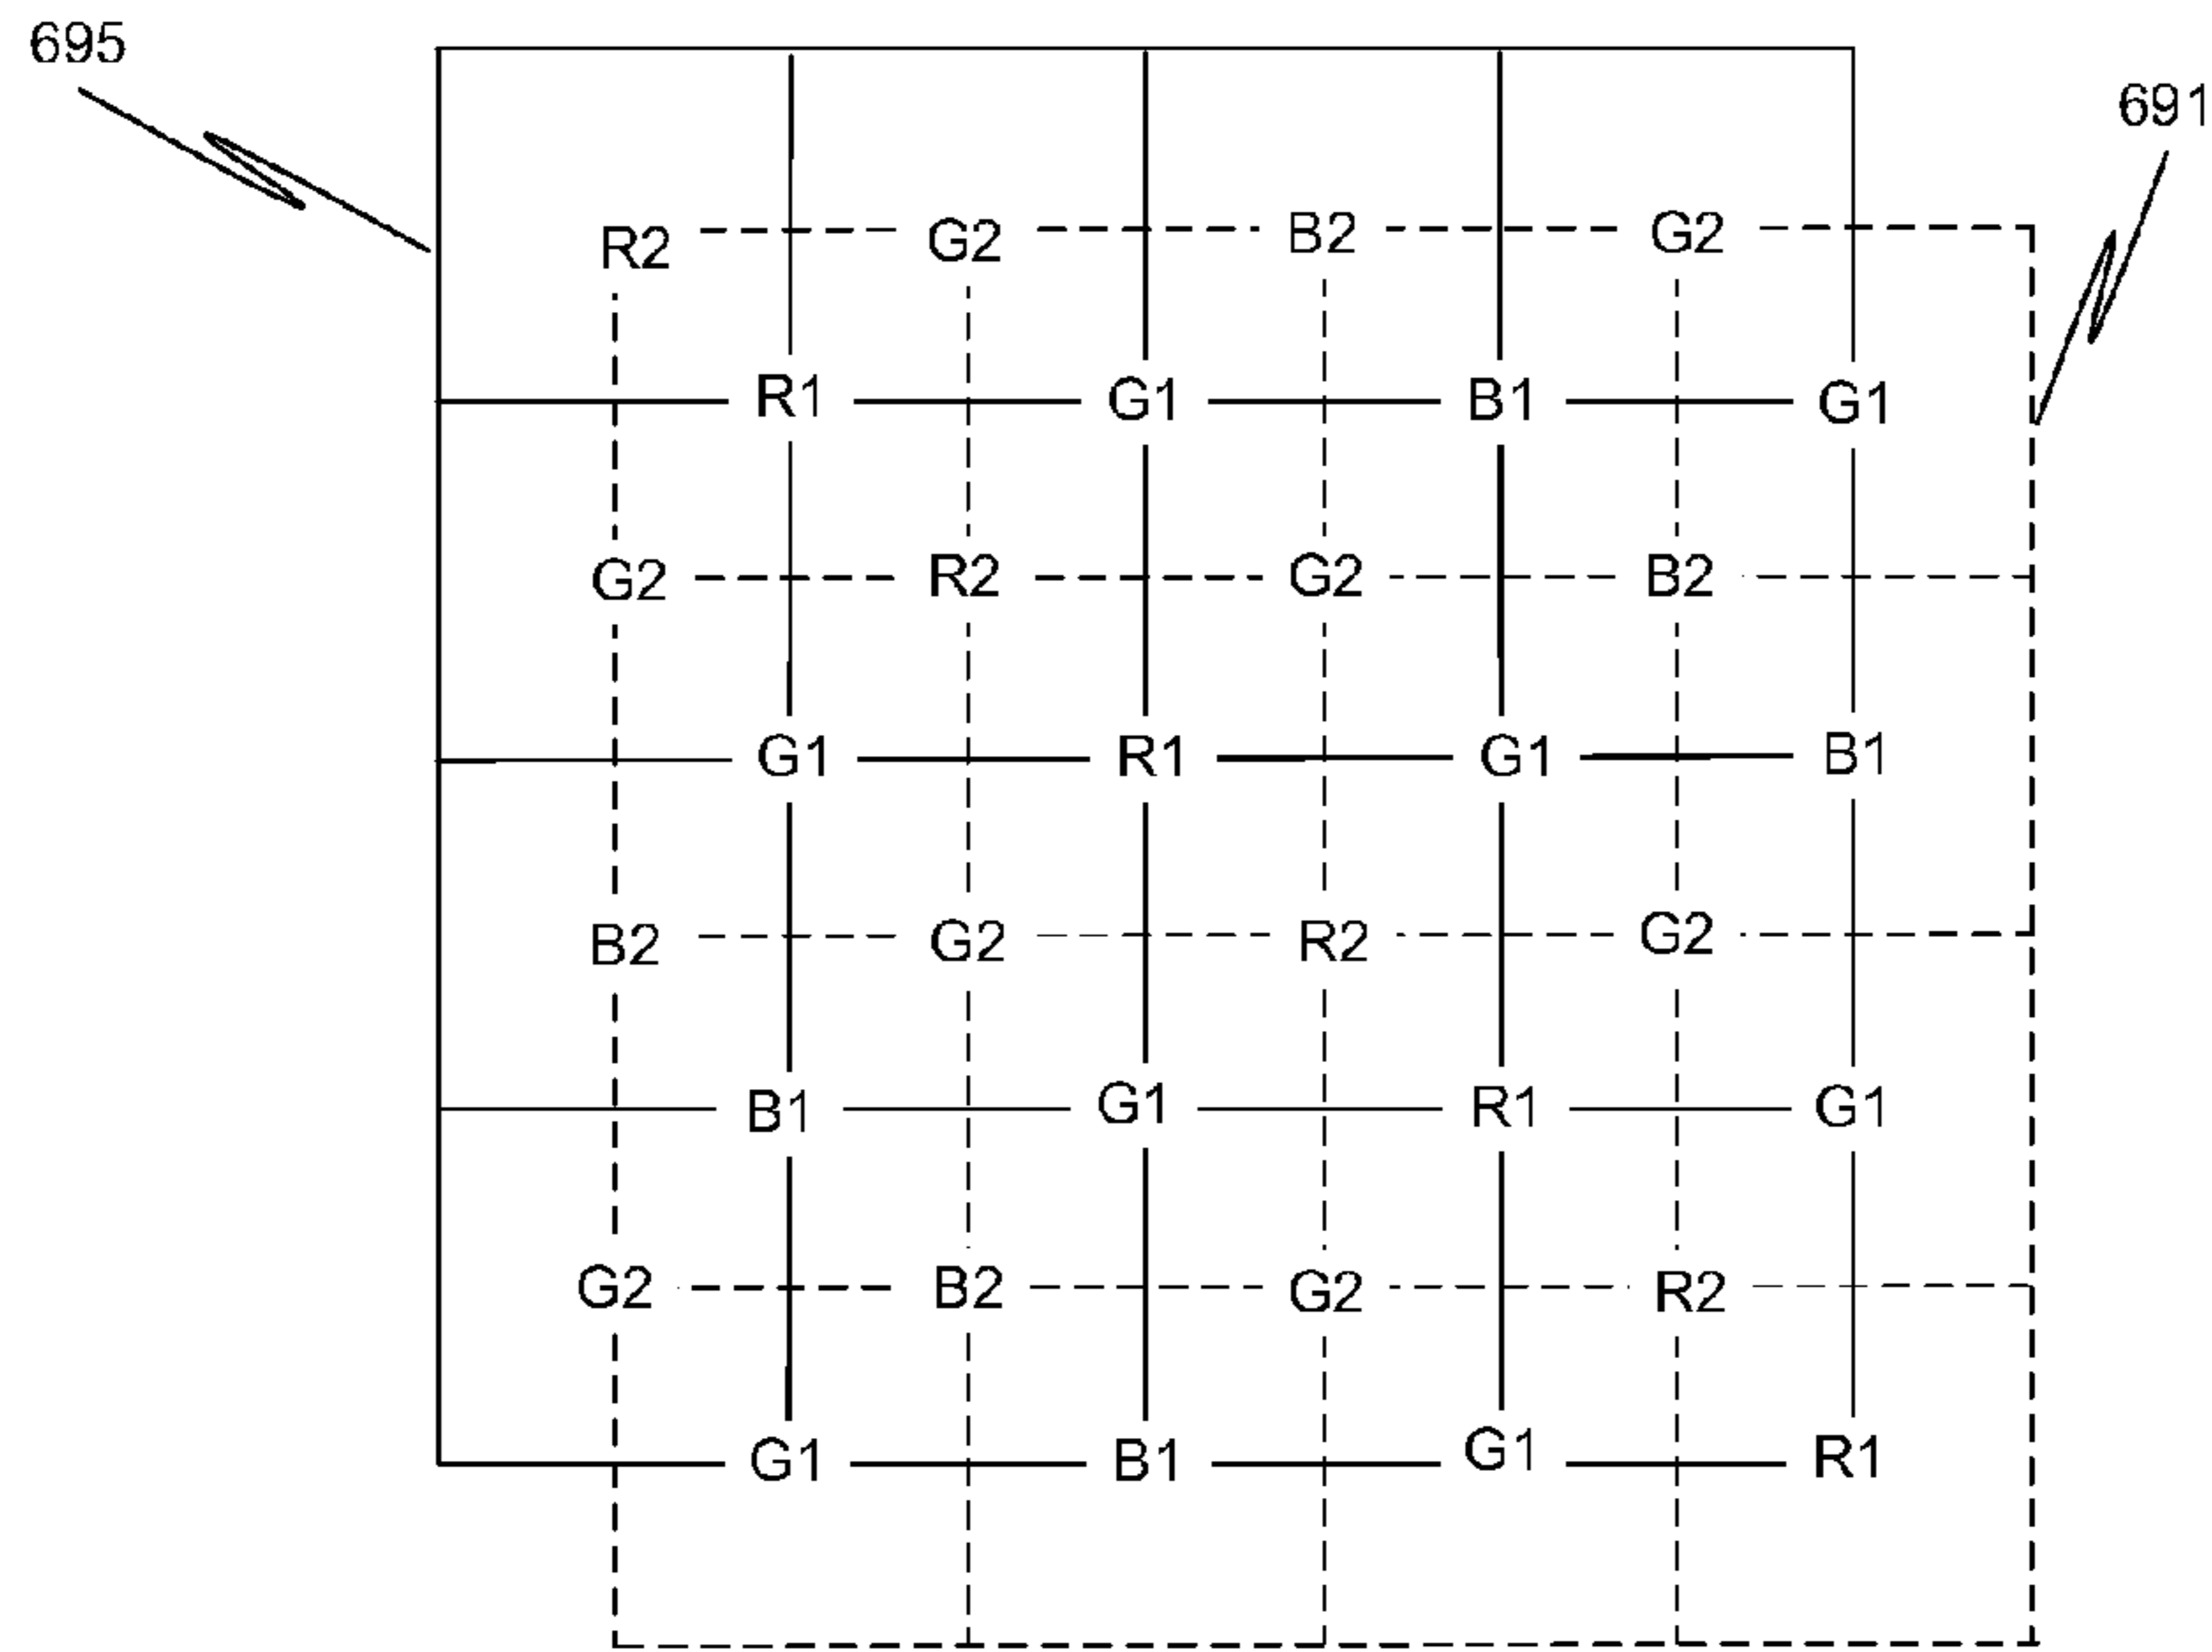 695
691
R2 G2 B2 G2
R1 G1 B1 G1
G2 R2 G2 B2
G1 R1 G1 B1
B2 G2 R2 G2
B1 G1 R1 G1
G2 B2 G2 R2
G1 B1 G1 R1